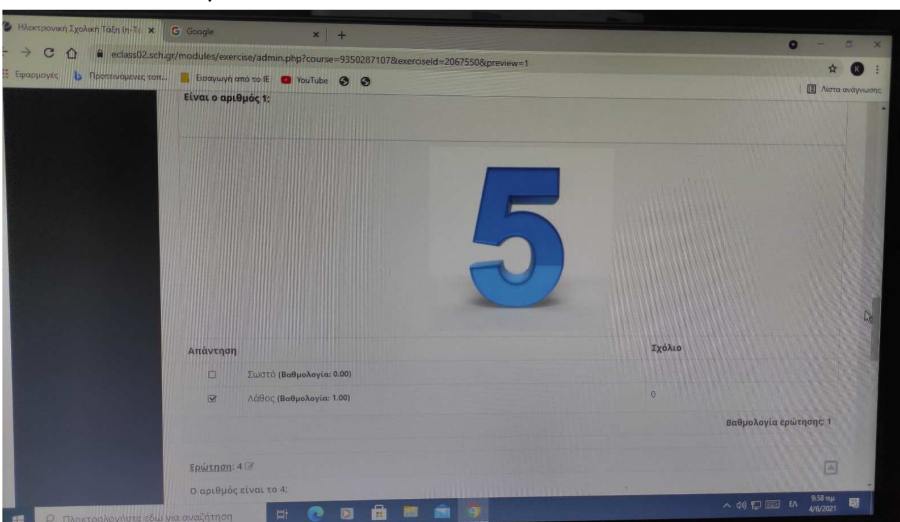 Ηλεκτρονική Σχολική Τάξη (η-Τά
Google
eclass02.sch.gr/modules/exercise/admin.php?course=9350287107&exerciseId=2067550&preview=1
Εφαρμογές
Προτεινόμενες τοπ...
Εισαγωγή από το IE
YouTube
Λίστα ανάγνωσης
Είναι ο αριθμός 1;
5
Απάντηση Σχόλιο
Σωστό (Βαθμολογία: 0.00)
Λάθος (Βαθμολογία: 1.00) 0
Βαθμολογία ερώτησης: 1
Ερώτηση: 4
Ο αριθμός είναι το 4;
Πληκτρολογήστε εδώ για αναζήτηση
ΕΛ
9:58 πμ
4/6/2021